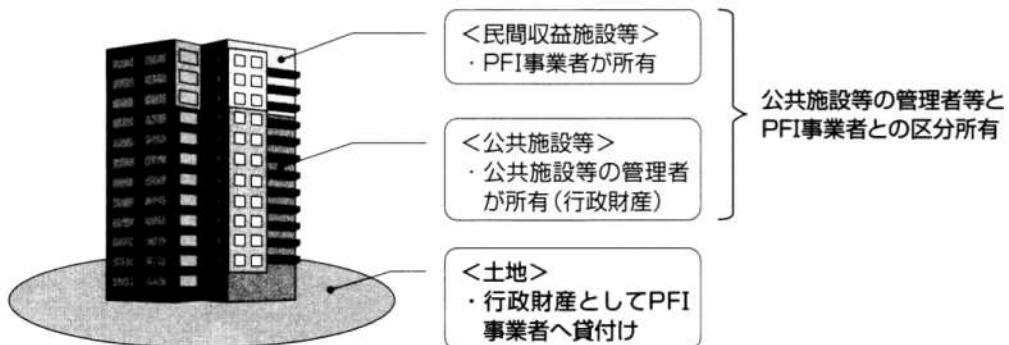 ＜民間収益施設等＞
・PFI事業者が所有
＜公共施設等＞
・公共施設等の管理者
が所有（行政財産）
公共施設等の管理者等と
PFI事業者との区分所有
＜土地＞
・行政財産としてPFI
事業者へ貸付け